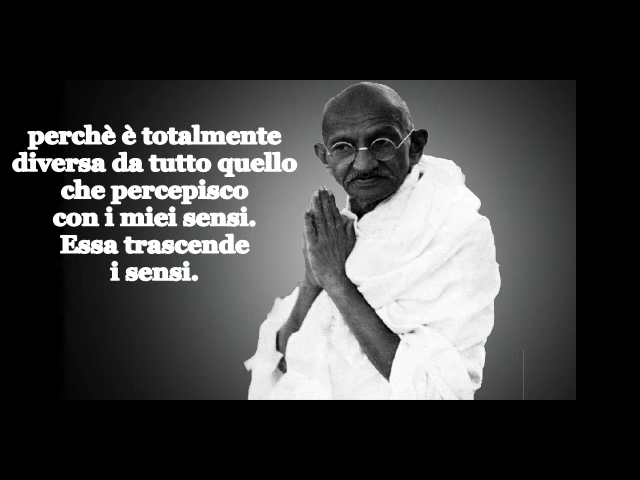 perchè è totalmente
diversa da tutto quello
che percepisco
con i miei sensi.
Essa trascende
i sensi.